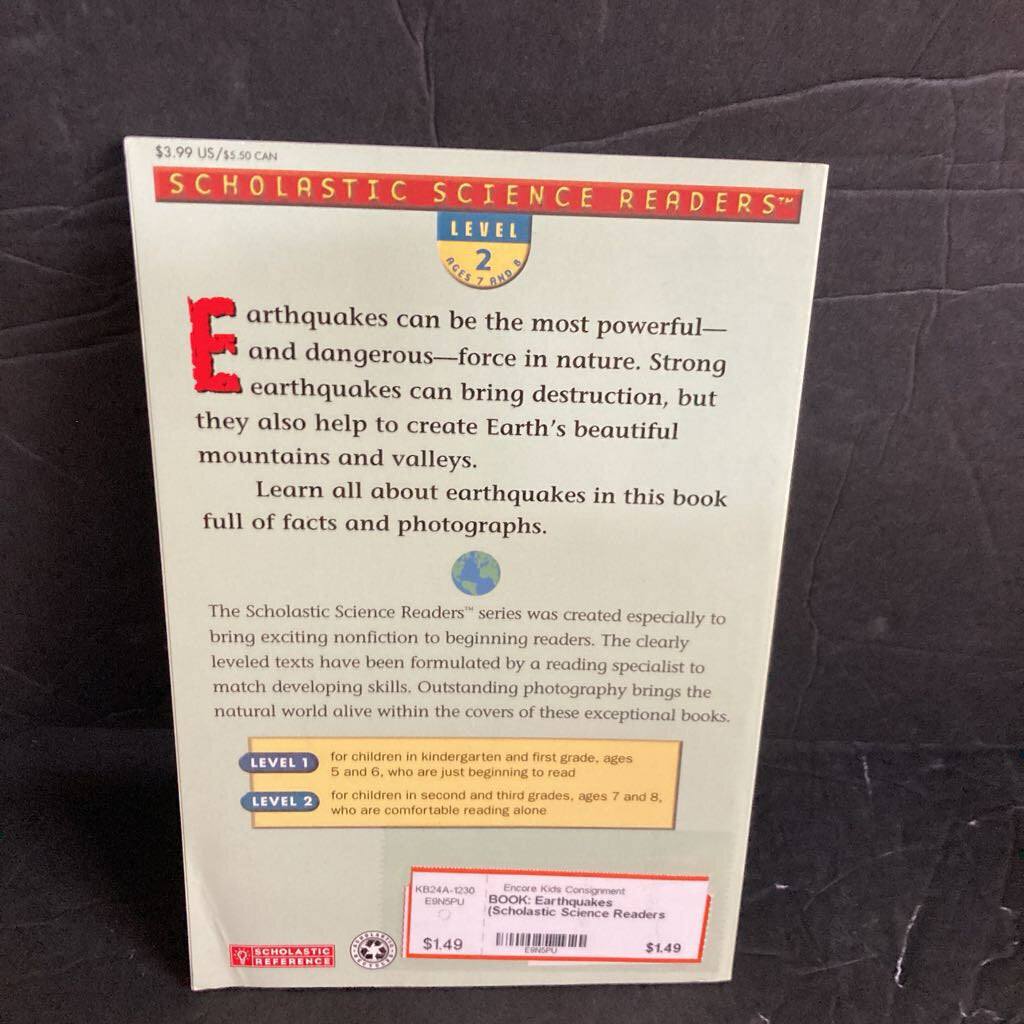 $3.99 US/$5.50 CAN
SCHOLASTIC SCIENCE READERS™
LEVEL
2
AGES 7 AND 8
Earthquakes can be the most powerful—
and dangerous—force in nature. Strong
earthquakes can bring destruction, but
they also help to create Earth's beautiful
mountains and valleys.
Learn all about earthquakes in this book
full of facts and photographs.
The Scholastic Science Readers™ series was created especially to
bring exciting nonfiction to beginning readers. The clearly
leveled texts have been formulated by a reading specialist to
match developing skills. Outstanding photography brings the
natural world alive within the covers of these exceptional books.
LEVEL 1
for children in kindergarten and first grade, ages
5 and 6, who are just beginning to read
LEVEL 2
for children in second and third grades, ages 7 and 8,
who are comfortable reading alone
KB24A-1230
E9N5PU
$1.49
Encore Kids Consignment
BOOK: Earthquakes
(Scholastic Science Readers
E9N5PU
$1.49
SCHOLASTIC
REFERENCE
SCHOLASTIC
RECYCLES